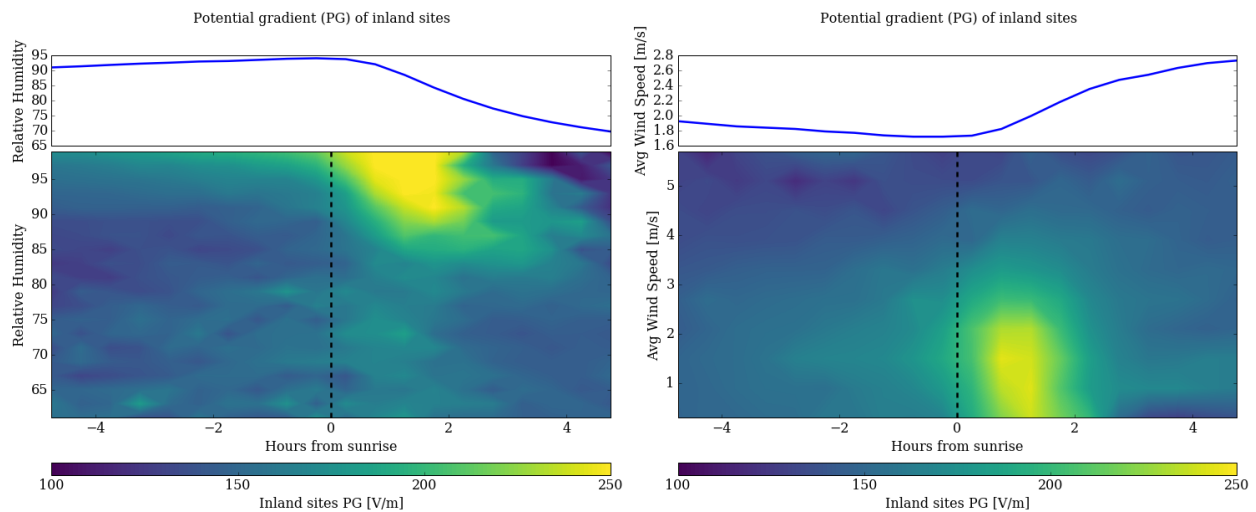 Potential gradient (PG) of inland sites
Relative Humidity
95
90
85
80
75
70
65
Relative Humidity
95
90
85
80
75
70
65
−4 −2 0 2 4
Hours from sunrise
100 150 200 250
Inland sites PG [V/m]
Potential gradient (PG) of inland sites
Avg Wind Speed [m/s]
2.8
2.6
2.4
2.2
2.0
1.8
1.6
Avg Wind Speed [m/s]
5
4
3
2
1
−4 −2 0 2 4
Hours from sunrise
100 150 200 250
Inland sites PG [V/m]